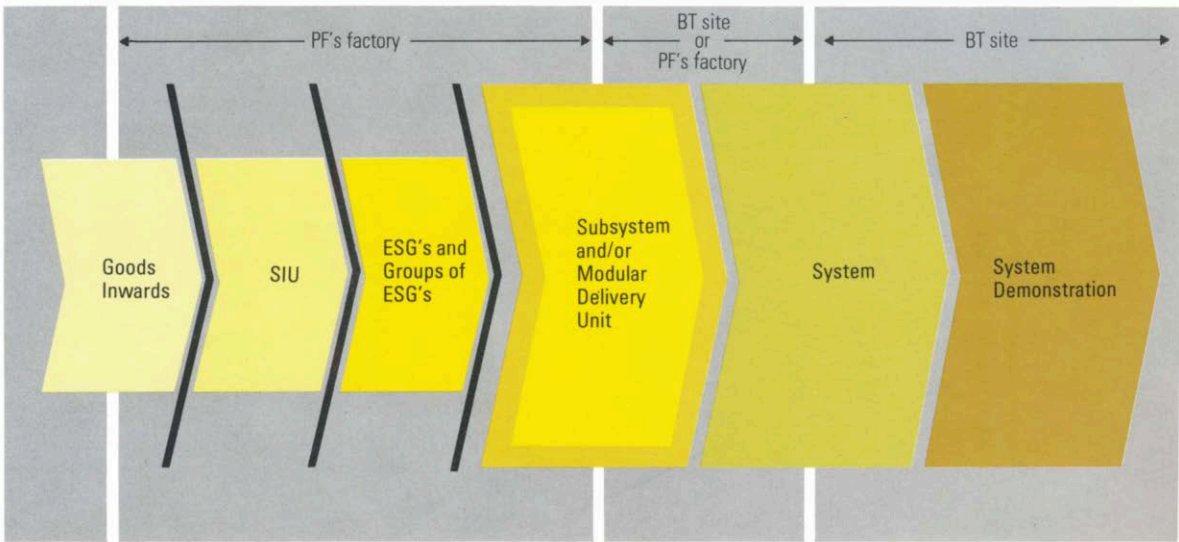 PF's factory
BT site
or
PF's factory
BT site
Goods
Inwards
SIU
ESG's and
Groups of
ESG's
Subsystem
and/or
Modular
Delivery
Unit
System
System
Demonstration